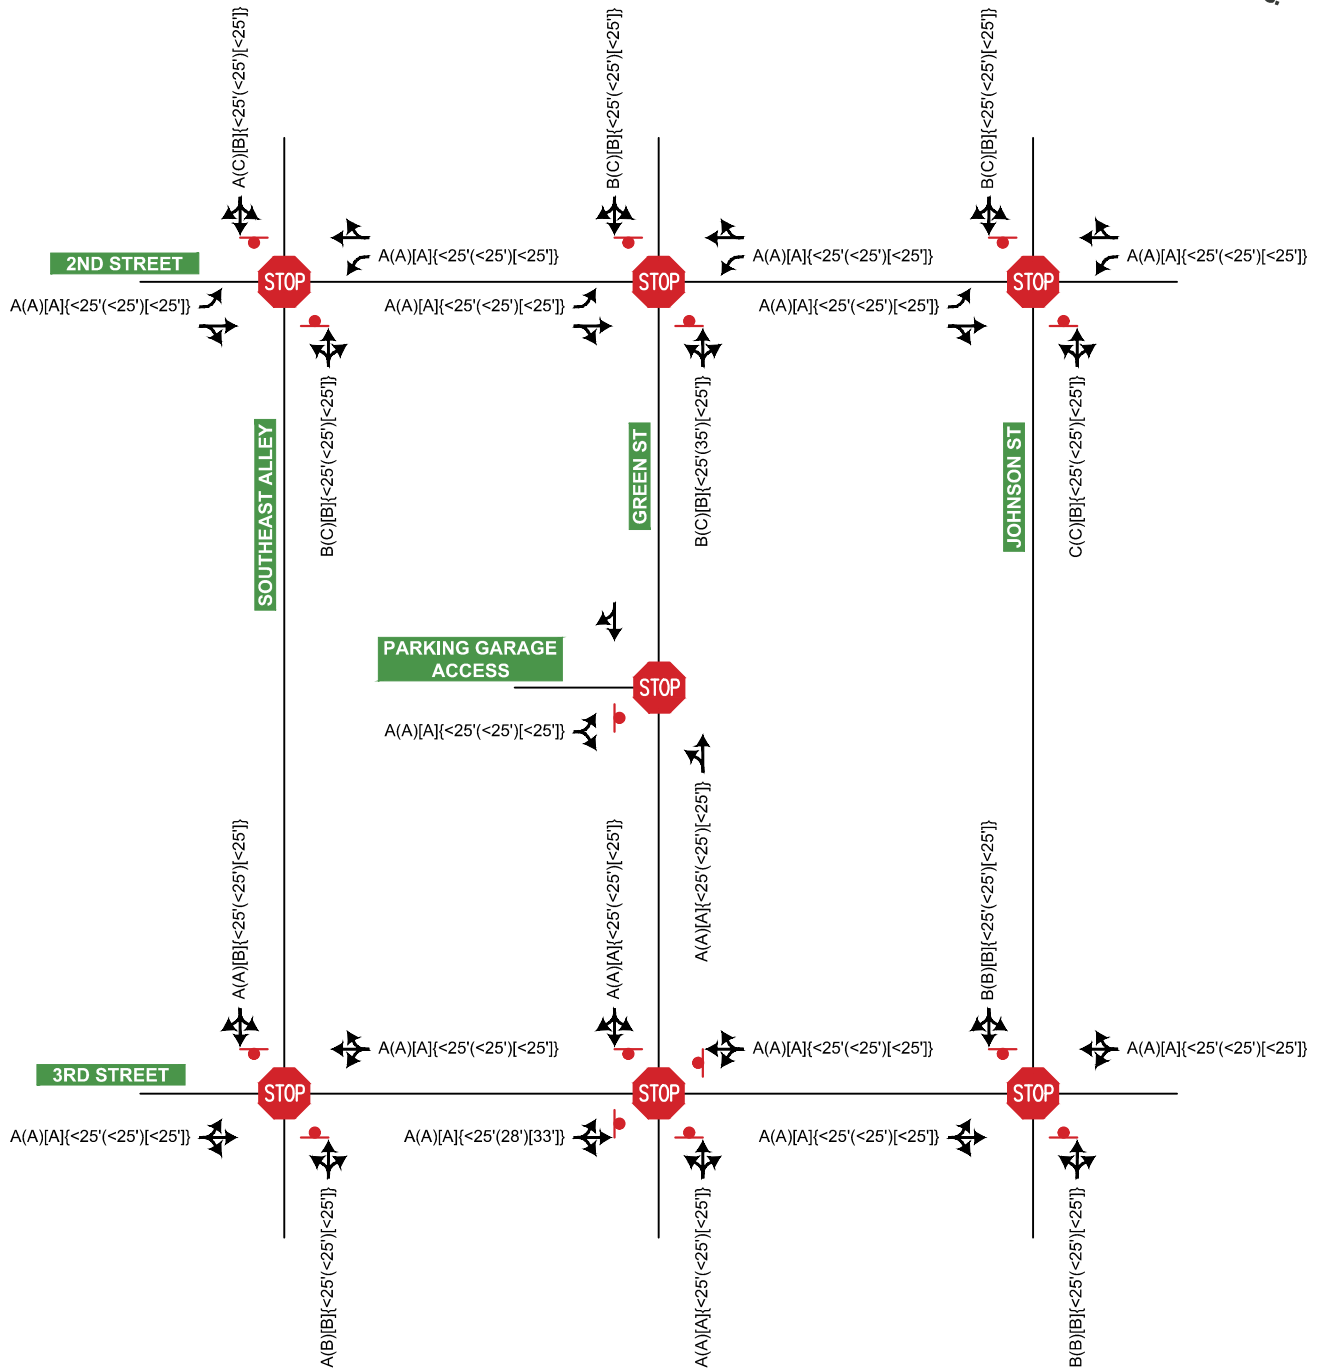 A(C)[B]{<25'(<25')[<25']}
B(C)[B]{<25'(<25')[<25']}
B(C)[B]{<25'(<25')[<25']}
2ND STREET
A(A)[A]{<25'(<25')[<25']}
A(A)[A]{<25'(<25')[<25']}
A(A)[A]{<25'(<25')[<25']}
STOP
STOP
STOP
A(A)[A]{<25'(<25')[<25']}
A(A)[A]{<25'(<25')[<25']}
A(A)[A]{<25'(<25')[<25']}
SOUTHEAST ALLEY
B(C)[B]{<25'(<25')[<25']}
GREEN ST
B(C)[B]{<25'(35')[<25']}
JOHNSON ST
C(C)[B]{<25'(<25')[<25']}
PARKING GARAGE
ACCESS
STOP
A(A)[A]{<25'(<25')[<25']}
A(A)[A]{<25'(<25')[<25']}
A(A)[B]{<25'(<25')[<25']}
A(A)[A]{<25'(<25')[<25']}
B(B)[B]{<25'(<25')[<25']}
3RD STREET
A(A)[A]{<25'(<25')[<25']}
A(A)[A]{<25'(<25')[<25']}
A(A)[A]{<25'(<25')[<25']}
STOP
STOP
STOP
A(A)[A]{<25'(<25')[<25']}
A(A)[A]{<25'(28')[33']}
A(A)[A]{<25'(<25')[<25']}
A(B)[B]{<25'(<25')[<25']}
A(A)[A]{<25'(<25')[<25']}
B(B)[B]{<25'(<25')[<25']}